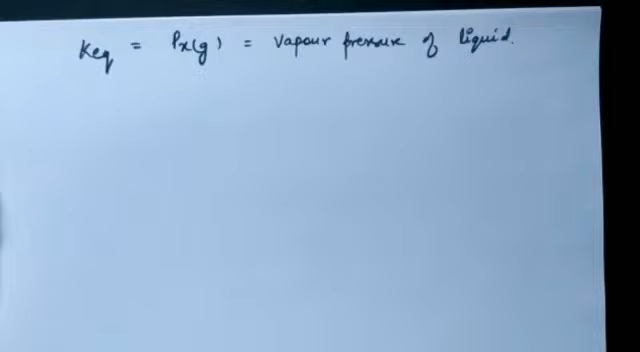 Keq = Px(g) = Vapour pressure of liquid.